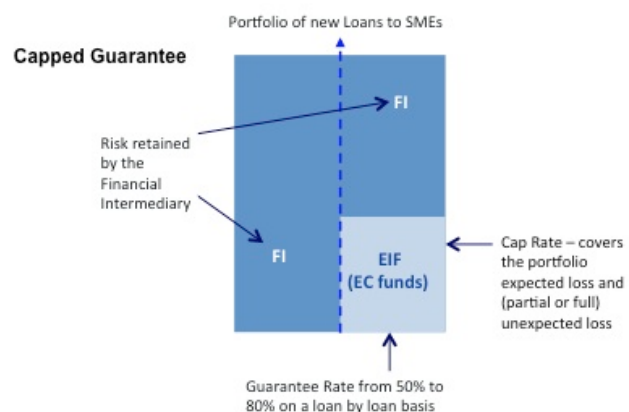 Portfolio of new Loans to SMEs
Capped Guarantee
FI
Risk retained
by the
Financial
Intermediary
FI
EIF
(EC funds)
Cap Rate – covers
the portfolio
expected loss and
(partial or full)
unexpected loss
Guarantee Rate from 50% to
80% on a loan by loan basis